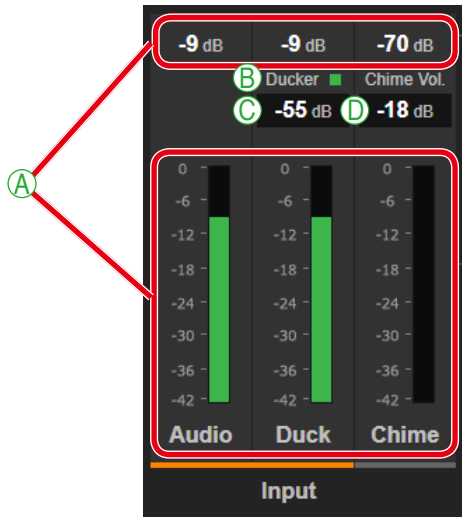 -9 dB -9 dB -70 dB
B Ducker Chime Vol.
C -55 dB D -18 dB
A
0 0 0
-6 -6 -6
-12 -12 -12
-18 -18 -18
-24 -24 -24
-30 -30 -30
-36 -36 -36
-42 -42 -42
Audio Duck Chime
Input